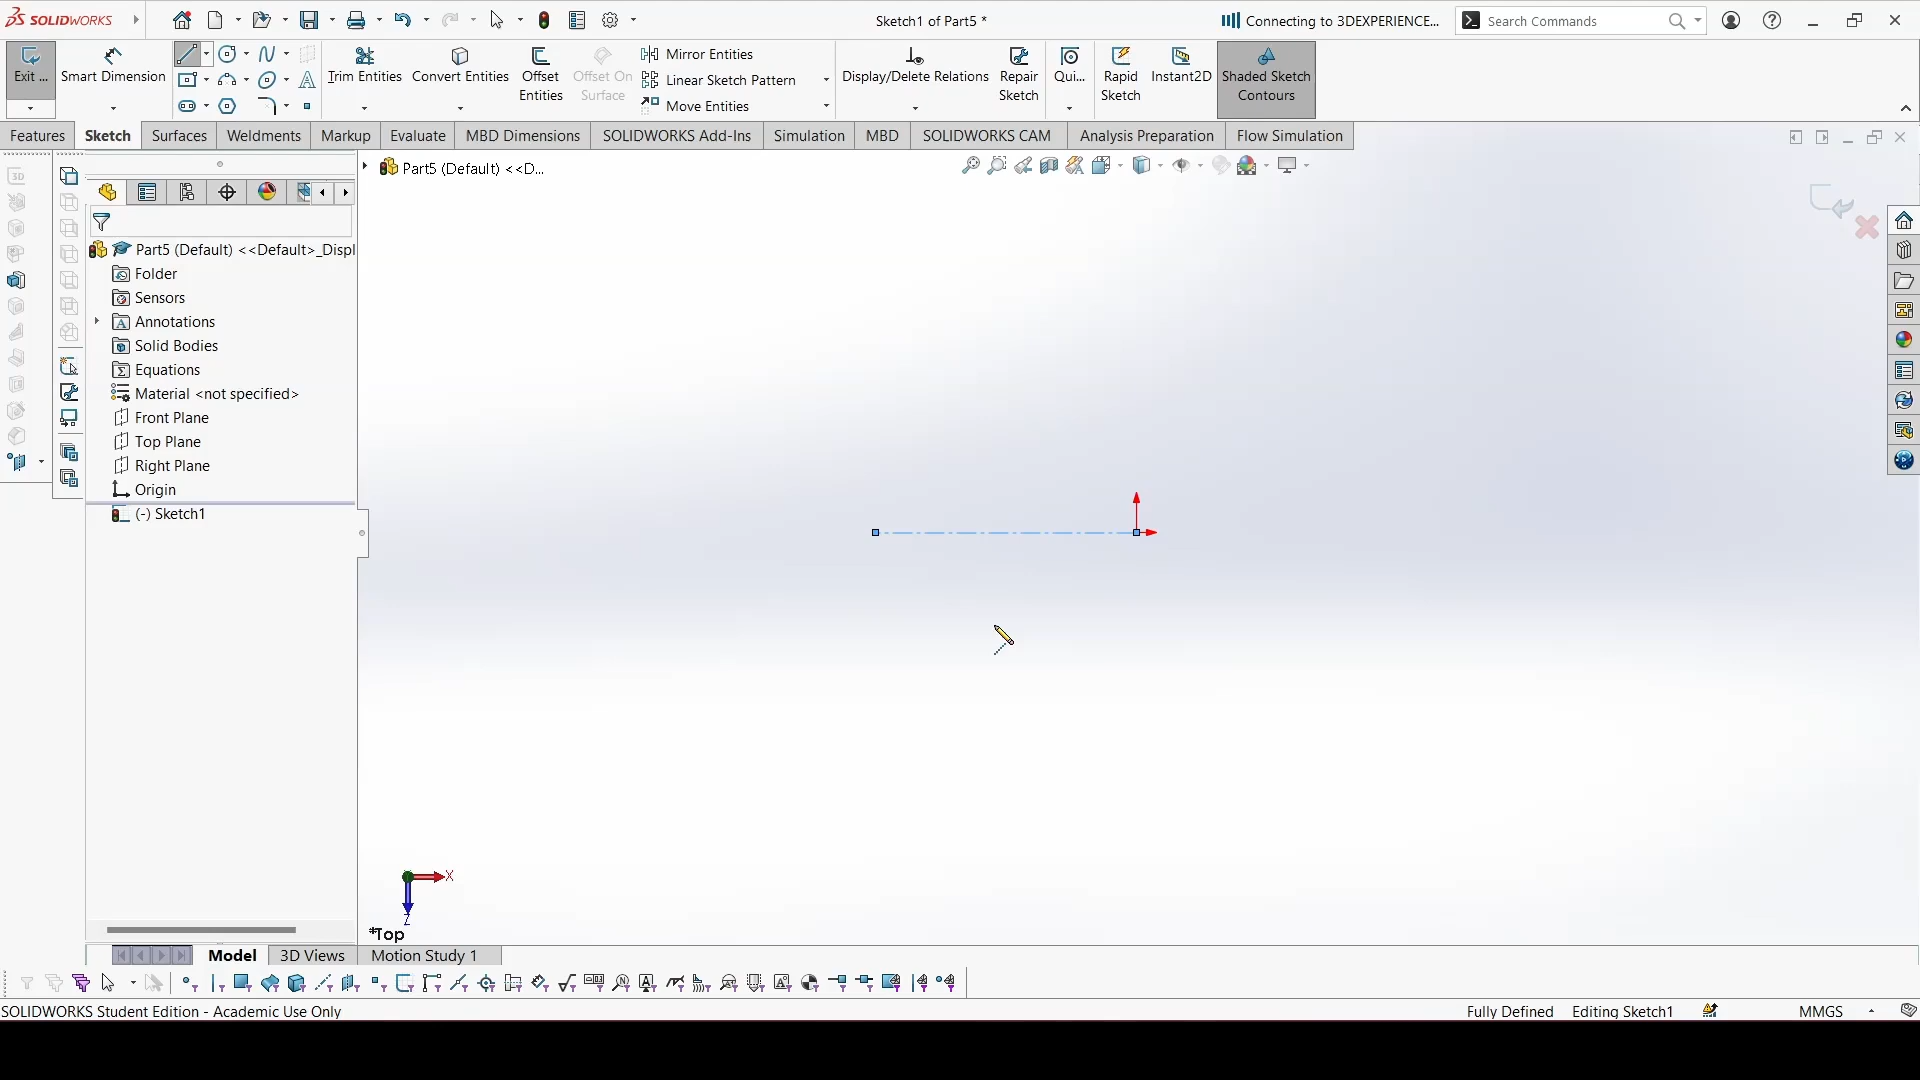 SOLIDWORKS
Sketch1 of Part5 *
Connecting to 3DEXPERIENCE...
Search Commands
Exit ...
Smart Dimension
Trim Entities
Convert Entities
Offset Entities
Offset On Surface
Mirror Entities
Linear Sketch Pattern
Move Entities
Display/Delete Relations
Repair Sketch
Qui...
Rapid Sketch
Instant2D
Shaded Sketch Contours
Features
Sketch
Surfaces
Weldments
Markup
Evaluate
MBD Dimensions
SOLIDWORKS Add-Ins
Simulation
MBD
SOLIDWORKS CAM
Analysis Preparation
Flow Simulation
Part5 (Default) <<D...
Part5 (Default) <<Default>_Displ
Folder
Sensors
Annotations
Solid Bodies
Equations
Material <not specified>
Front Plane
Top Plane
Right Plane
Origin
(-) Sketch1
X
Z
*Top
Model
3D Views
Motion Study 1
SOLIDWORKS Student Edition - Academic Use Only
Fully Defined
Editing Sketch1
MMGS